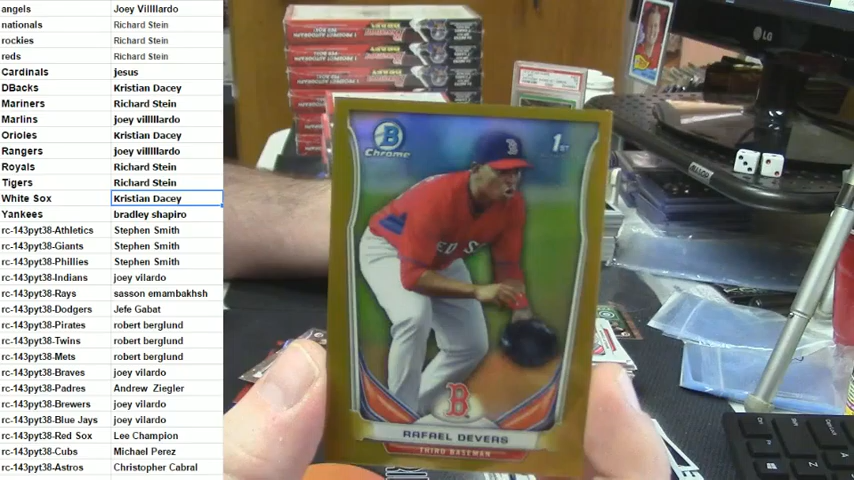 angels Joey Villlllardo
nationals Richard Stein
rockies Richard Stein
reds Richard Stein
Cardinals jesus
DBacks Kristian Dacey
Mariners Richard Stein
Marlins joey villlllardo
Orioles Kristian Dacey
Rangers joey villlllardo
Royals Richard Stein
Tigers Richard Stein
White Sox Kristian Dacey
Yankees bradley shapiro
rc-143pyt38-Athletics Stephen Smith
rc-143pyt38-Giants Stephen Smith
rc-143pyt38-Phillies Stephen Smith
rc-143pyt38-Indians joey vilardo
rc-143pyt38-Rays sasson emambakhsh
rc-143pyt38-Dodgers Jefe Gabat
rc-143pyt38-Pirates robert berglund
rc-143pyt38-Twins robert berglund
rc-143pyt38-Mets robert berglund
rc-143pyt38-Braves joey vilardo
rc-143pyt38-Padres Andrew Ziegler
rc-143pyt38-Brewers joey vilardo
rc-143pyt38-Blue Jays joey vilardo
rc-143pyt38-Red Sox Lee Champion
rc-143pyt38-Cubs Michael Perez
rc-143pyt38-Astros Christopher Cabral
B
Chrome
1ST
B
RED S
B
RAFAEL DEVERS
THIRD BASEMAN
LG